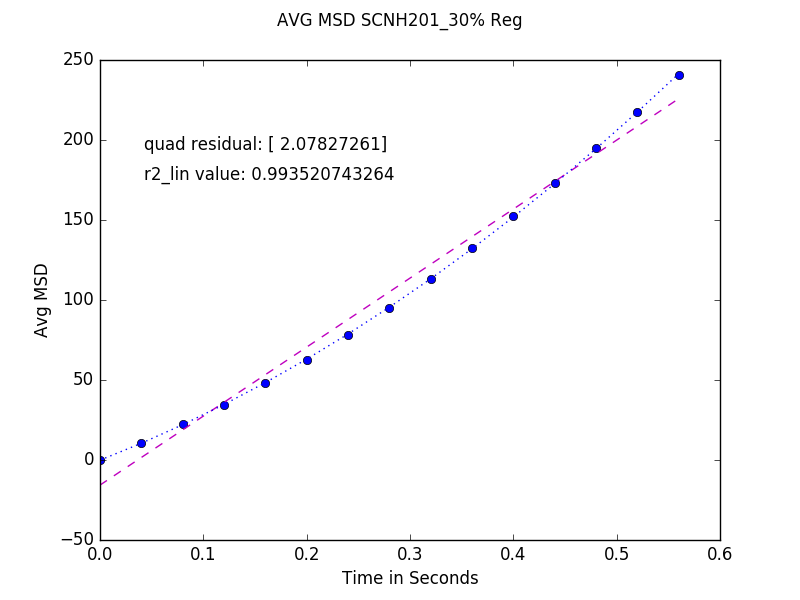 AVG MSD SCNH201_30% Reg
250
200
150
100
50
0
−50
quad residual: [ 2.07827261]
r2_lin value: 0.993520743264
Avg MSD
0.0 0.1 0.2 0.3 0.4 0.5 0.6
Time in Seconds